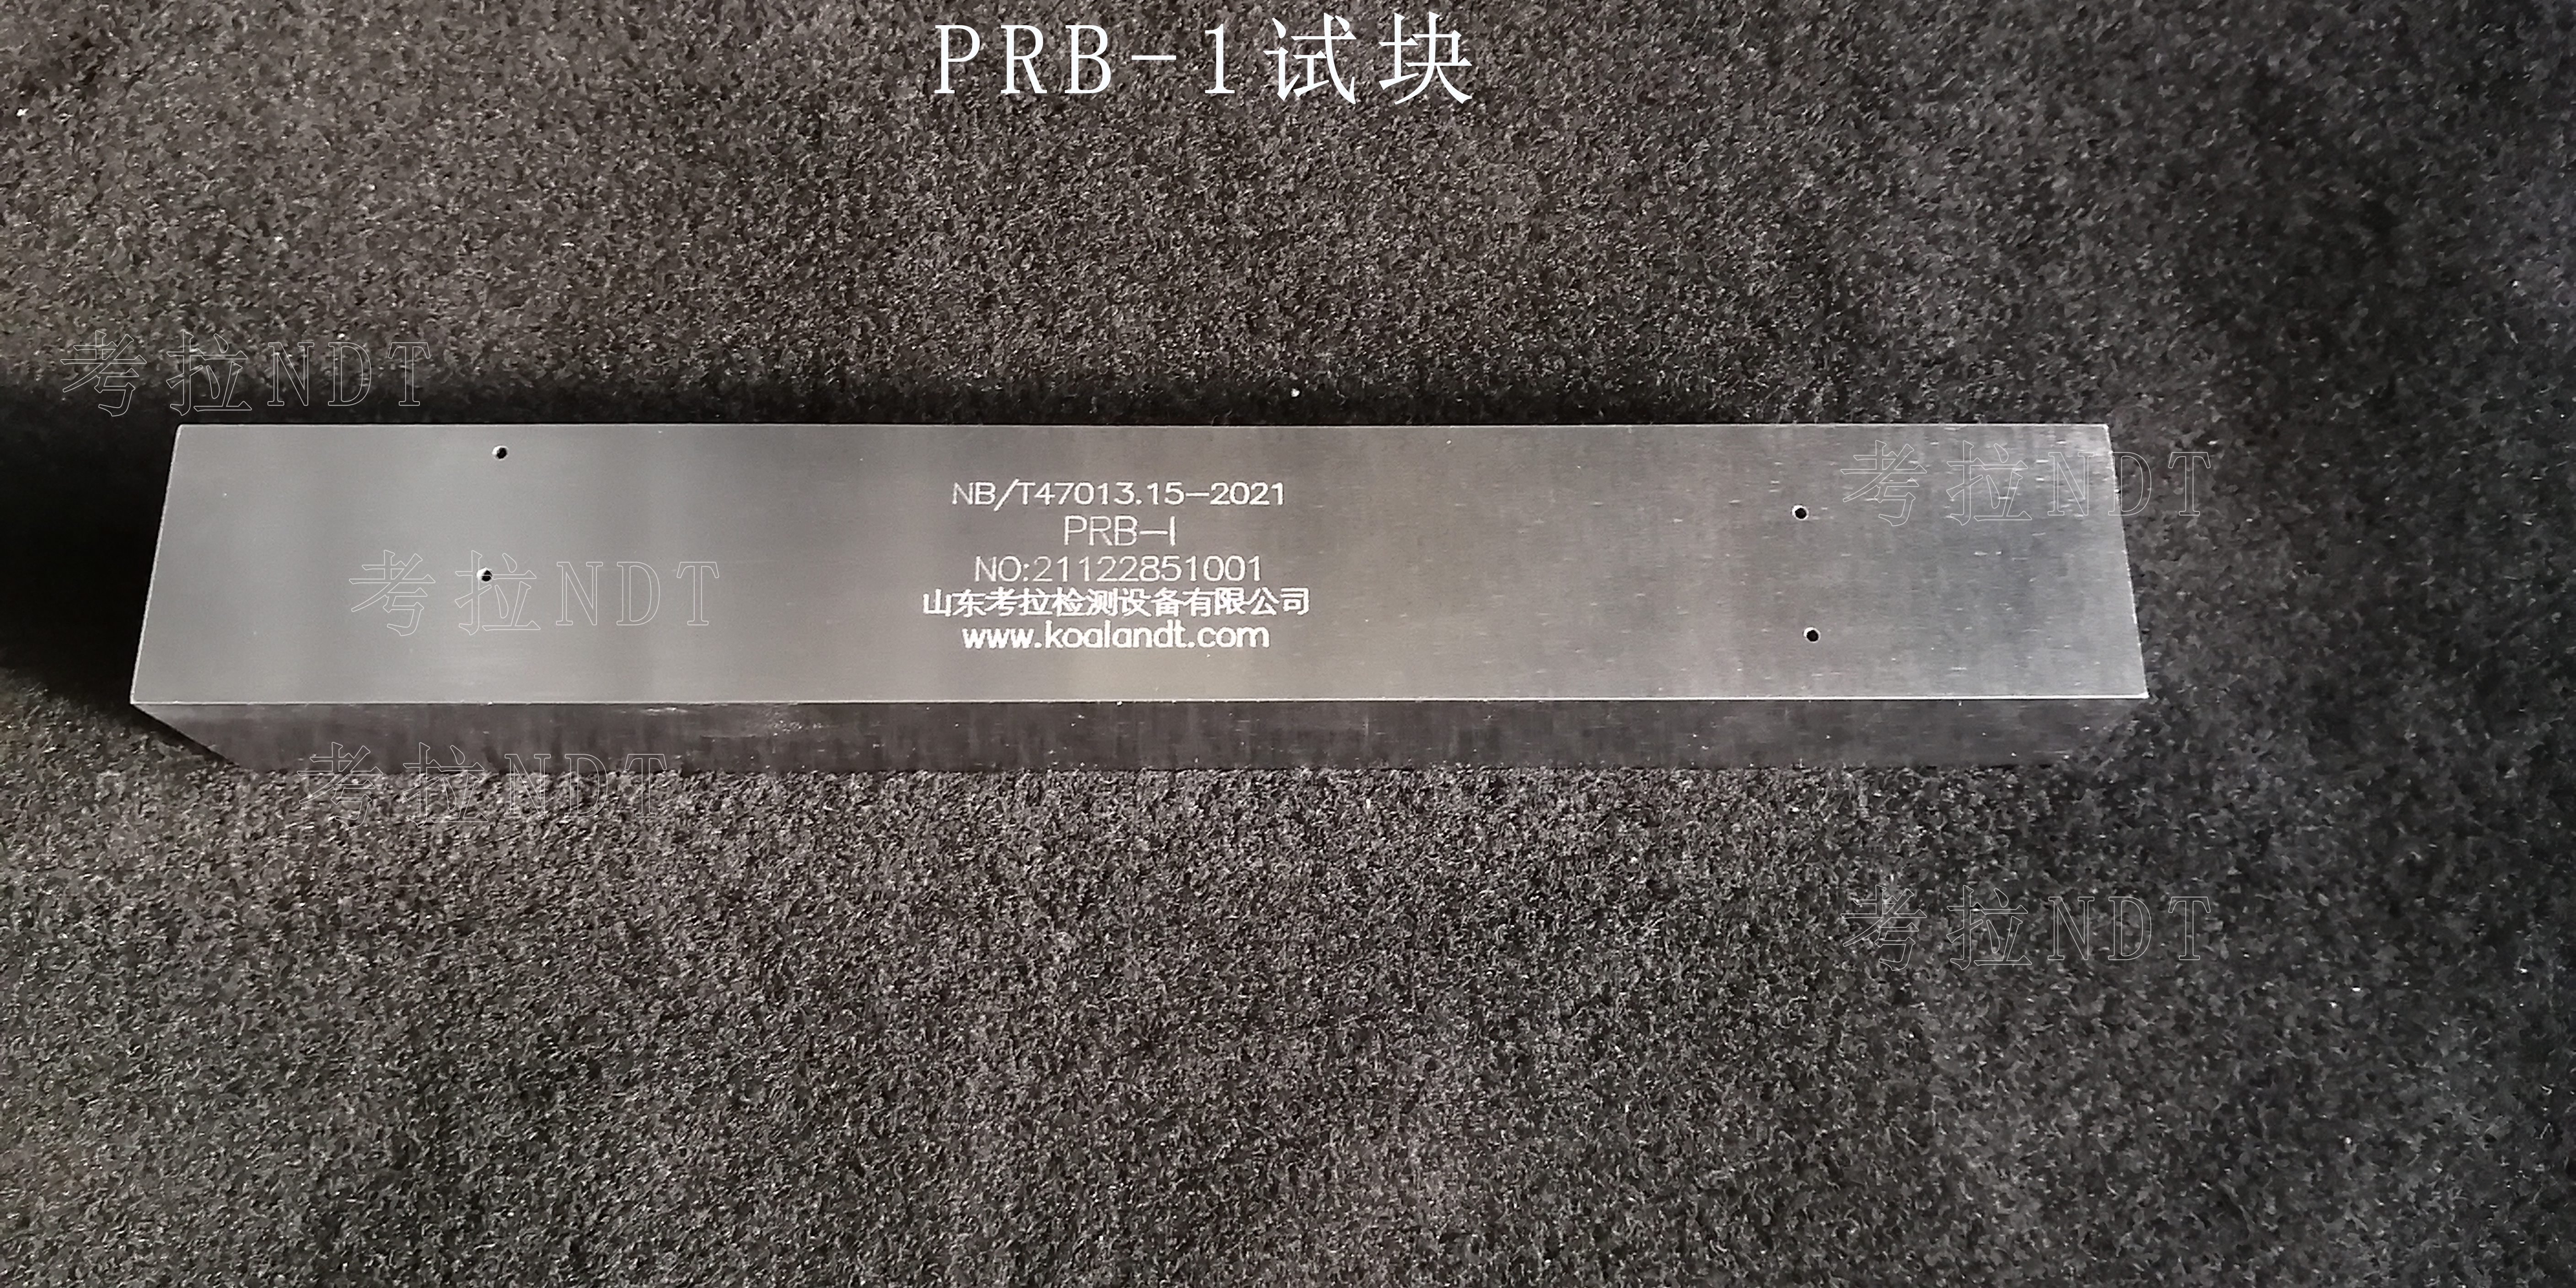 PRB-1试块
考拉NDT
考拉NDT
NB/T47013.15-2021
PRB-I
NO:21122851001
山东考拉检测设备有限公司
www.koalandt.com
考拉NDT
考拉NDT
考拉NDT